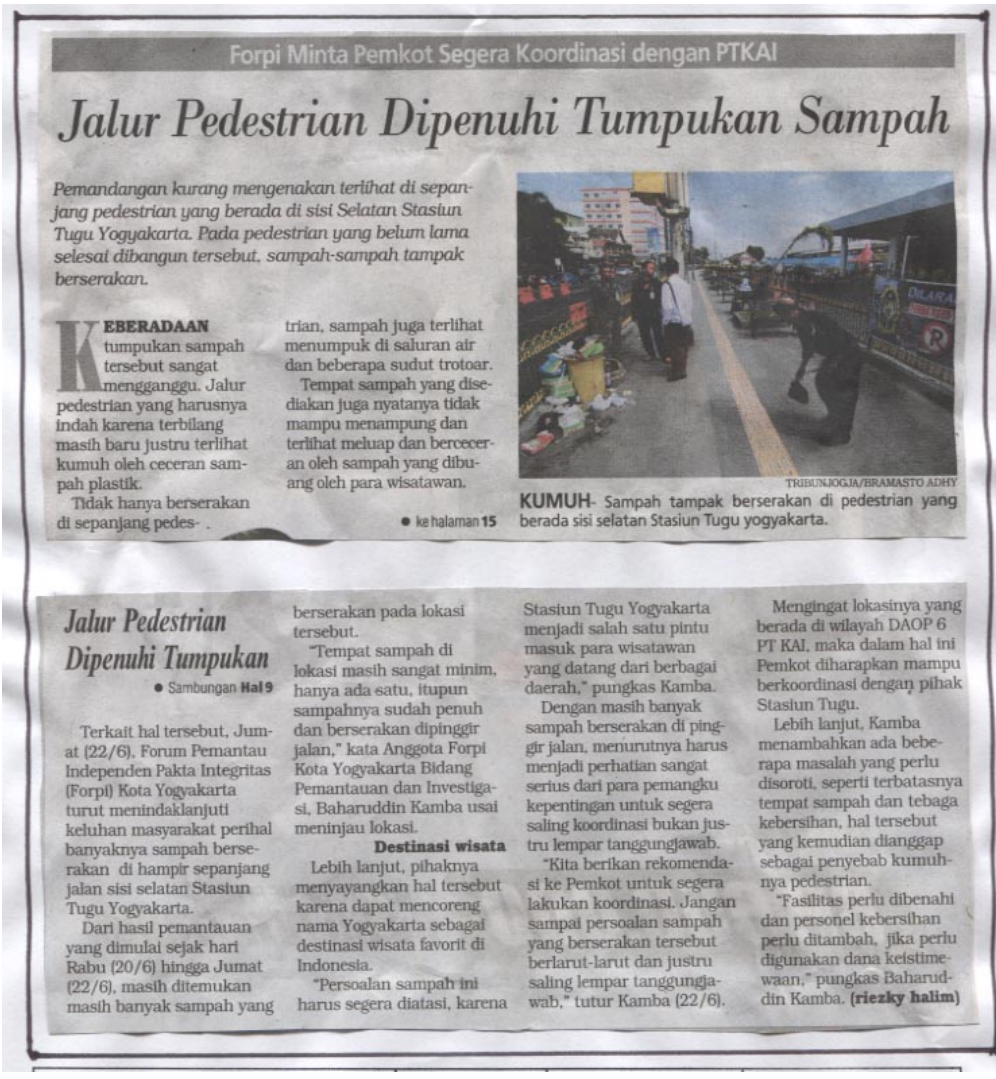 Forpi Minta Pemkot Segera Koordinasi dengan PTKAI
Jalur Pedestrian Dipenuhi Tumpukan Sampah
Pemandangan kurang mengenakan terlihat di sepan-
jang pedestrian yang berada di sisi Selatan Stasiun
Tugu Yogyakarta. Pada pedestrian yang belum lama
selesai dibangun tersebut, sampah-sampah tampak
berserakan.
KEBERADAAN
tumpukan sampah
tersebut sangat
mengganggu. Jalur
pedestrian yang harusnya
indah karena terbilang
masih baru justru terlihat
kumuh oleh ceceran sam-
pah plastik.
Tidak hanya berserakan
di sepanjang pedes-
trian, sampah juga terlihat
menumpuk di saluran air
dan beberapa sudut trotoar.
Tempat sampah yang dise-
diakan juga nyatanya tidak
mampu menampung dan
terlihat meluap dan bercecer-
an oleh sampah yang dibu-
ang oleh para wisatawan.
● ke halaman 15
DILARANG
TRIBUNJOGJA/BRAMASTO ADHY
KUMUH- Sampah tampak berserakan di pedestrian yang
berada sisi selatan Stasiun Tugu yogyakarta.
Jalur Pedestrian
Dipenuhi Tumpukan
● Sambungan Hal 9
Terkait hal tersebut, Jum-
at (22/6), Forum Pemantau
Independen Pakta Integritas
(Forpi) Kota Yogyakarta
turut menindaklanjuti
keluhan masyarakat perihal
banyaknya sampah berse-
rakan di hampir sepanjang
jalan sisi selatan Stasiun
Tugu Yogyakarta.
Dari hasil pemantauan
yang dimulai sejak hari
Rabu (20/6) hingga Jumat
(22/6), masih ditemukan
masih banyak sampah yang
berserakan pada lokasi
tersebut.
"Tempat sampah di
lokasi masih sangat minim,
hanya ada satu, itupun
sampahnya sudah penuh
dan berserakan dipinggir
jalan," kata Anggota Forpi
Kota Yogyakarta Bidang
Pemantauan dan Investiga-
si, Baharuddin Kamba usai
meninjau lokasi.
Destinasi wisata
Lebih lanjut, pihaknya
menyayangkan hal tersebut
karena dapat mencoreng
nama Yogyakarta sebagai
destinasi wisata favorit di
Indonesia.
"Persoalan sampah ini
harus segera diatasi, karena
Stasiun Tugu Yogyakarta
menjadi salah satu pintu
masuk para wisatawan
yang datang dari berbagai
daerah," pungkas Kamba.
Dengan masih banyak
sampah berserakan di ping-
gir jalan, menurutnya harus
menjadi perhatian sangat
serius dari para pemangku
kepentingan untuk segera
saling koordinasi bukan jus-
tru lempar tanggungjawab.
"Kita berikan rekomenda-
si ke Pemkot untuk segera
lakukan koordinasi. Jangan
sampai persoalan sampah
yang berserakan tersebut
berlarut-larut dan justru
saling lempar tanggungja-
wab," tutur Kamba (22/6).
Mengingat lokasinya yang
berada di wilayah DAOP 6
PT KAI, maka dalam hal ini
Pemkot diharapkan mampu
berkoordinasi dengan pihak
Stasiun Tugu.
Lebih lanjut, Kamba
menambahkan ada bebe-
rapa masalah yang perlu
disoroti, seperti terbatasnya
tempat sampah dan tebaga
kebersihan, hal tersebut
yang kemudian dianggap
sebagai penyebab kumuh-
nya pedestrian.
"Fasilitas perlu dibenahi
dan personel kebersihan
perlu ditambah, jika perlu
digunakan dana keistime-
waan," pungkas Baharud-
din Kamba. (riezky halim)